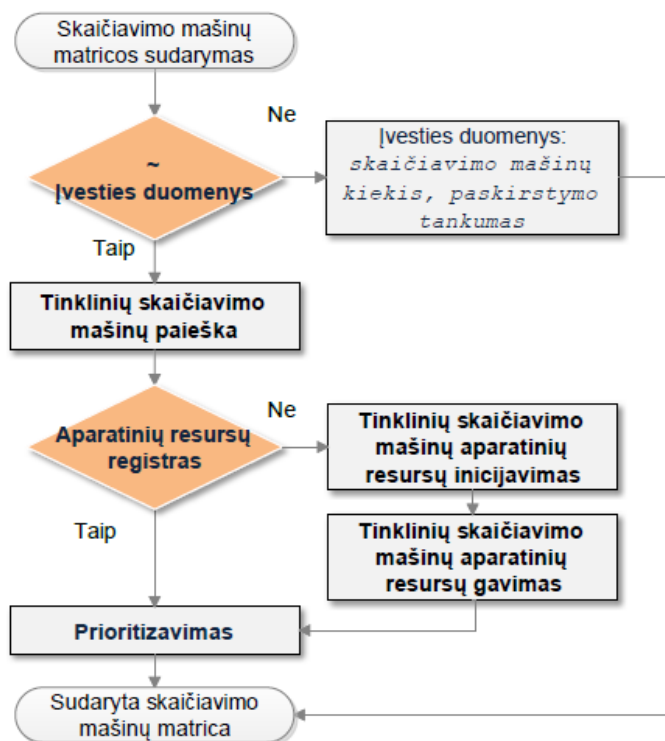 Skaičiavimo mašinų
matricos sudarymas
Ne
~
Įvesties duomenys
Įvesties duomenys:
skaičiavimo mašinų
kiekis, paskirstymo
tankumas
Taip
Tinklinių skaičiavimo
mašinų paieška
Ne
Aparatinių resursų
registras
Tinklinių skaičiavimo
mašinų aparatinių
resursų inicijavimas
Taip
Tinklinių skaičiavimo
mašinų aparatinių
resursų gavimas
Prioritizavimas
Sudaryta skaičiavimo
mašinų matrica